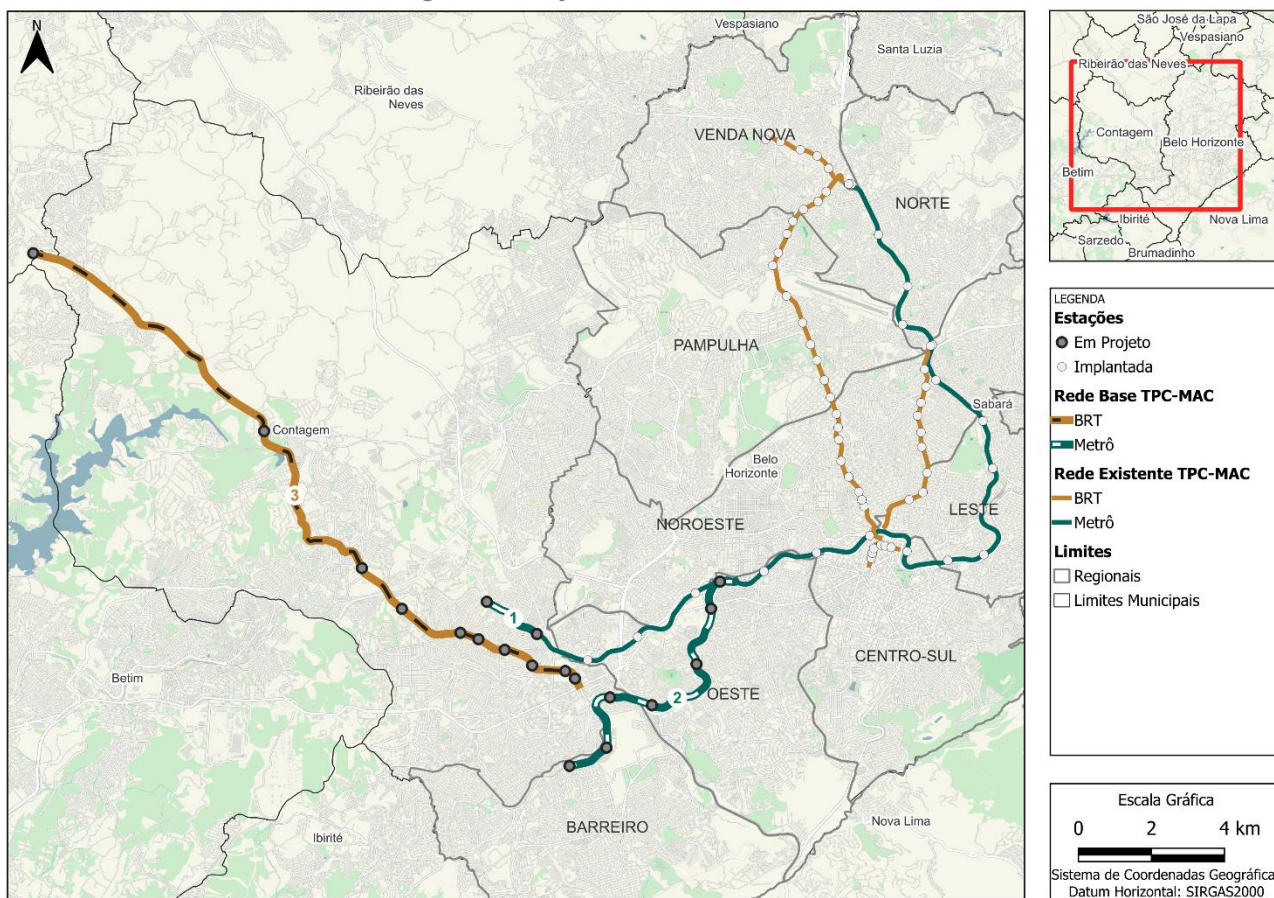 N
Vespasiano
Santa Luzia
Ribeirão das
Neves
VENDA NOVA
NORTE
PAMPULHA
Sabará
Contagem
Belo
Horizonte
3
NOROESTE
LESTE
1
CENTRO-SUL
Betim
OESTE
2
BARREIRO
Nova Lima
Ibirité
São José da Lapa
Vespasiano
Ribeirão das Neves
Contagem
Belo Horizonte
Betim
Ibirité
Nova Lima
Sarzedo
Brumadinho
LEGENDA
Estações
Em Projeto
Implantada
Rede Base TPC-MAC
BRT
Metrô
Rede Existente TPC-MAC
BRT
Metrô
Limites
Regionais
Limites Municipais
Escala Gráfica
0 2 4 km
Sistema de Coordenadas Geográfica
Datum Horizontal: SIRGAS2000